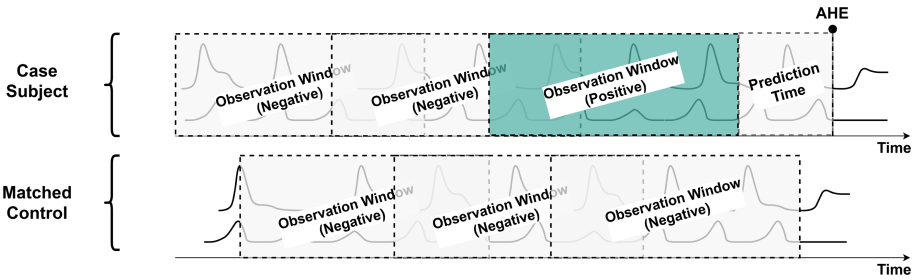 AHE
Case
Subject
Observation Window
(Negative)
Observation Window
(Negative)
Observation Window
(Positive)
Prediction
Time
Time
Matched
Control
Observation Window
(Negative)
Observation Window
(Negative)
Observation Window
(Negative)
Time